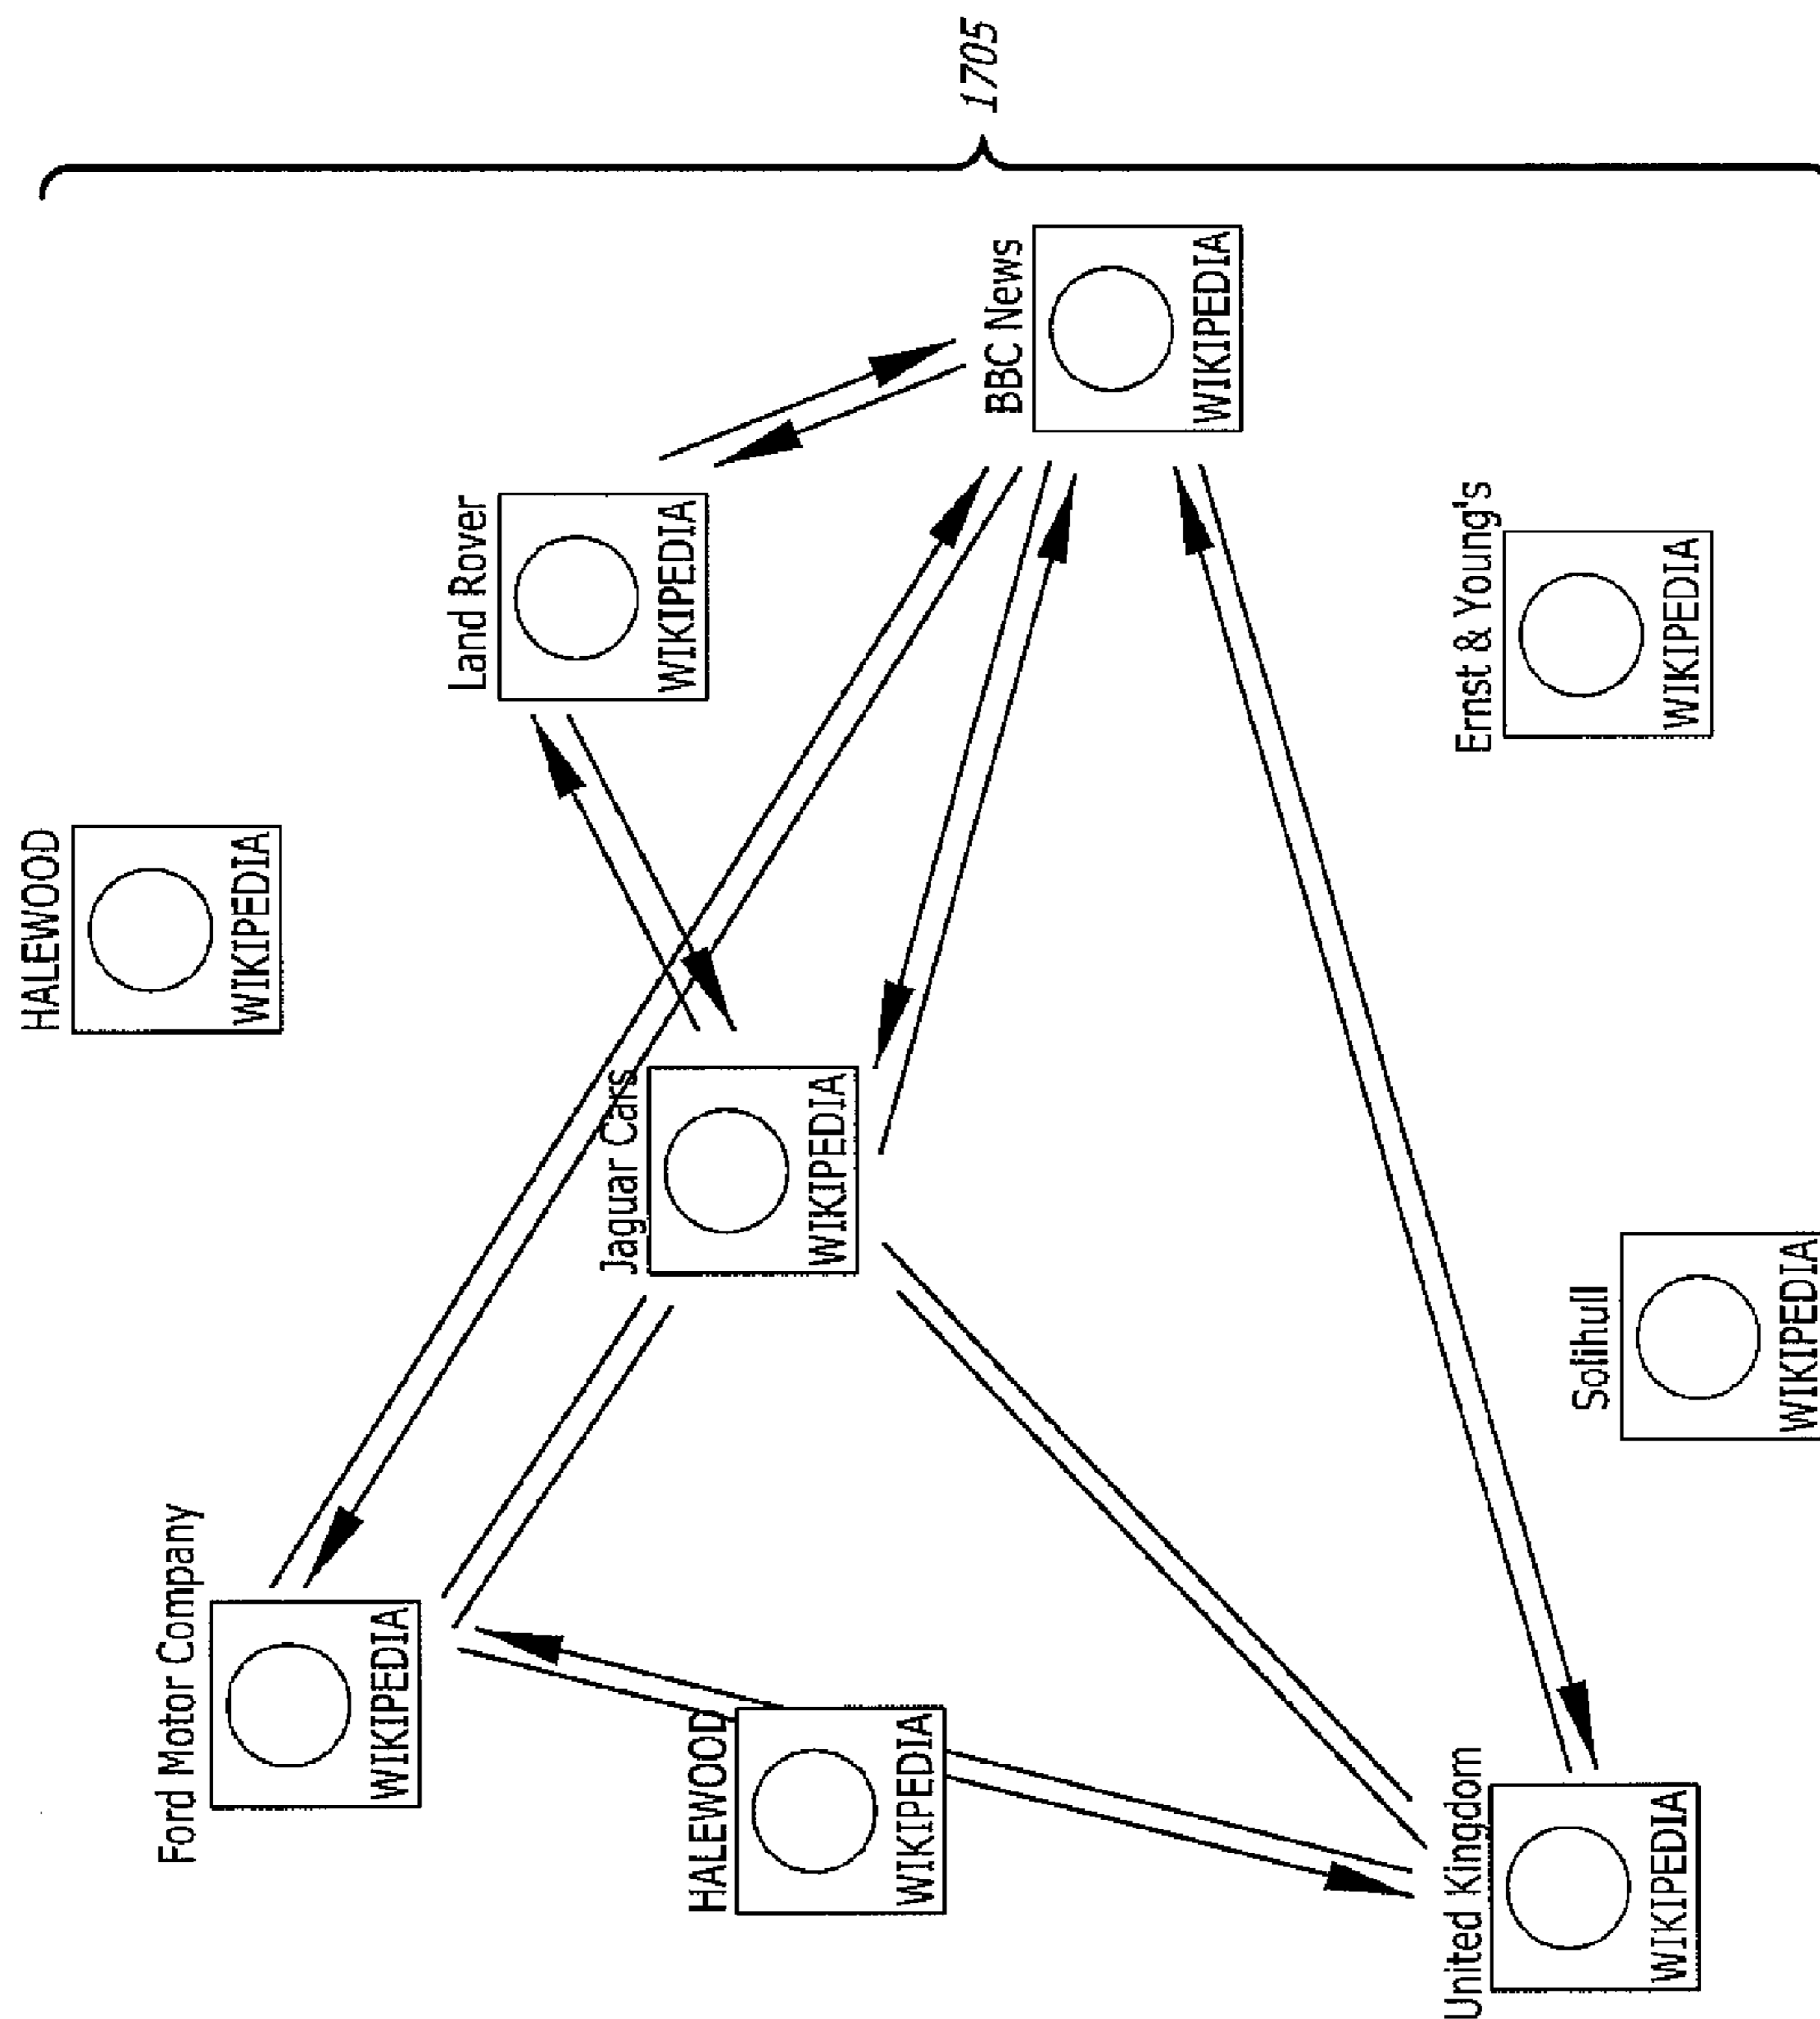 HALEWOOD
WIKIPEDIA
Ford Motor Company
WIKIPEDIA
Land Rover
WIKIPEDIA
Jaguar Cars
WIKIPEDIA
HALEWOOD
WIKIPEDIA
1705
BBC News
WIKIPEDIA
United Kingdom
WIKIPEDIA
Ernst & Young's
WIKIPEDIA
Solihull
WIKIPEDIA